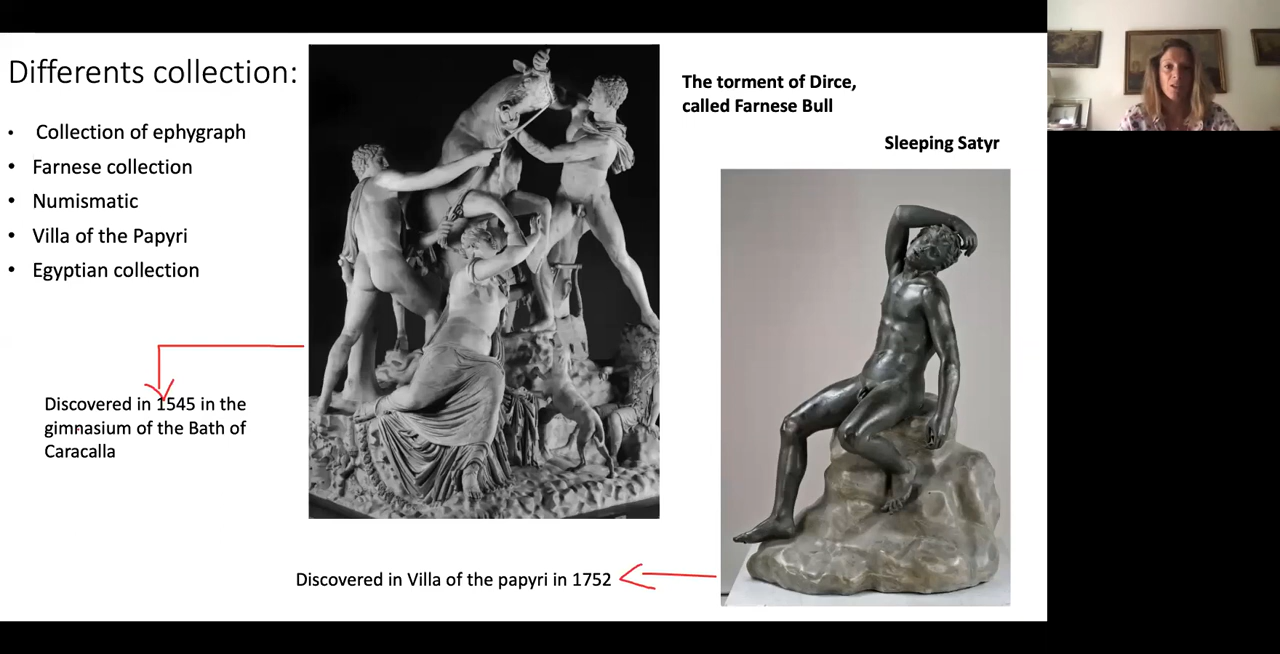 Differents collection:
• Collection of ephygraph
• Farnese collection
• Numismatic
• Villa of the Papyri
• Egyptian collection
Discovered in 1545 in the
gimnasium of the Bath of
Caracalla
The torment of Dirce,
called Farnese Bull
Sleeping Satyr
Discovered in Villa of the papyri in 1752